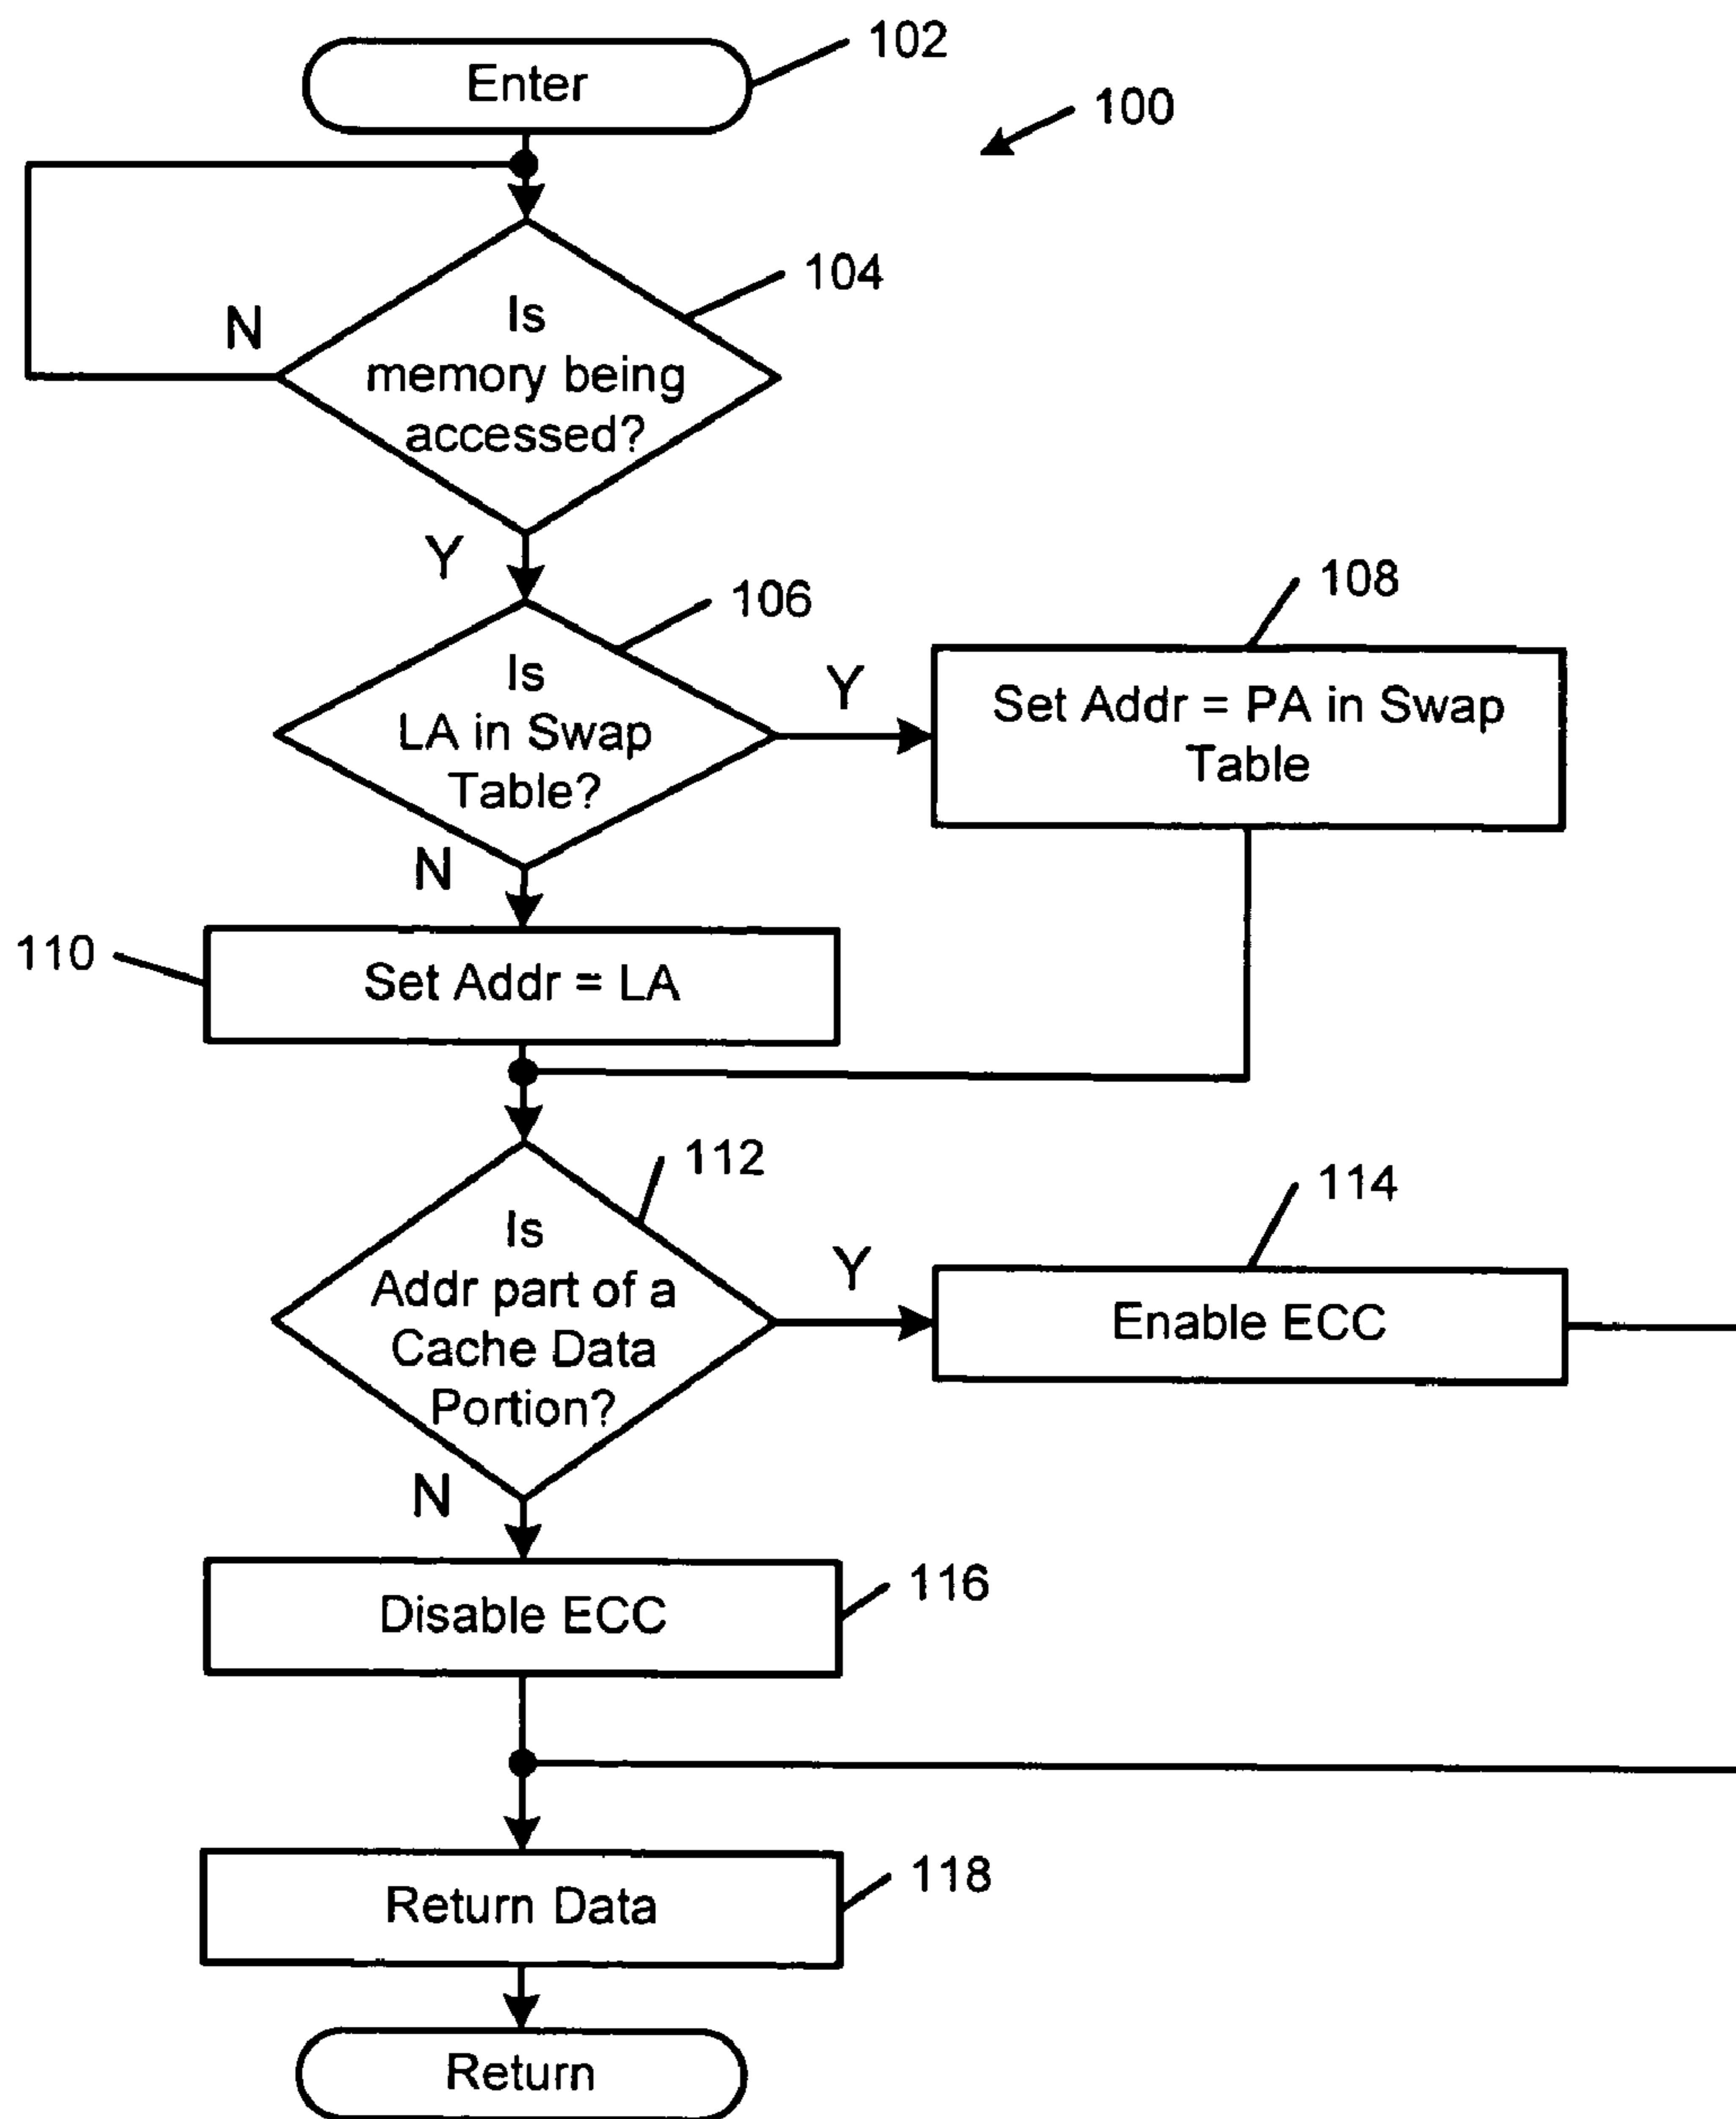 Enter
102
100
104
Is
memory being
accessed?
N
Y
106
Is
LA in Swap
Table?
Y
108
Set Addr = PA in Swap
Table
N
110
Set Addr = LA
112
Is
Addr part of a
Cache Data
Portion?
Y
114
Enable ECC
N
116
Disable ECC
118
Return Data
Return